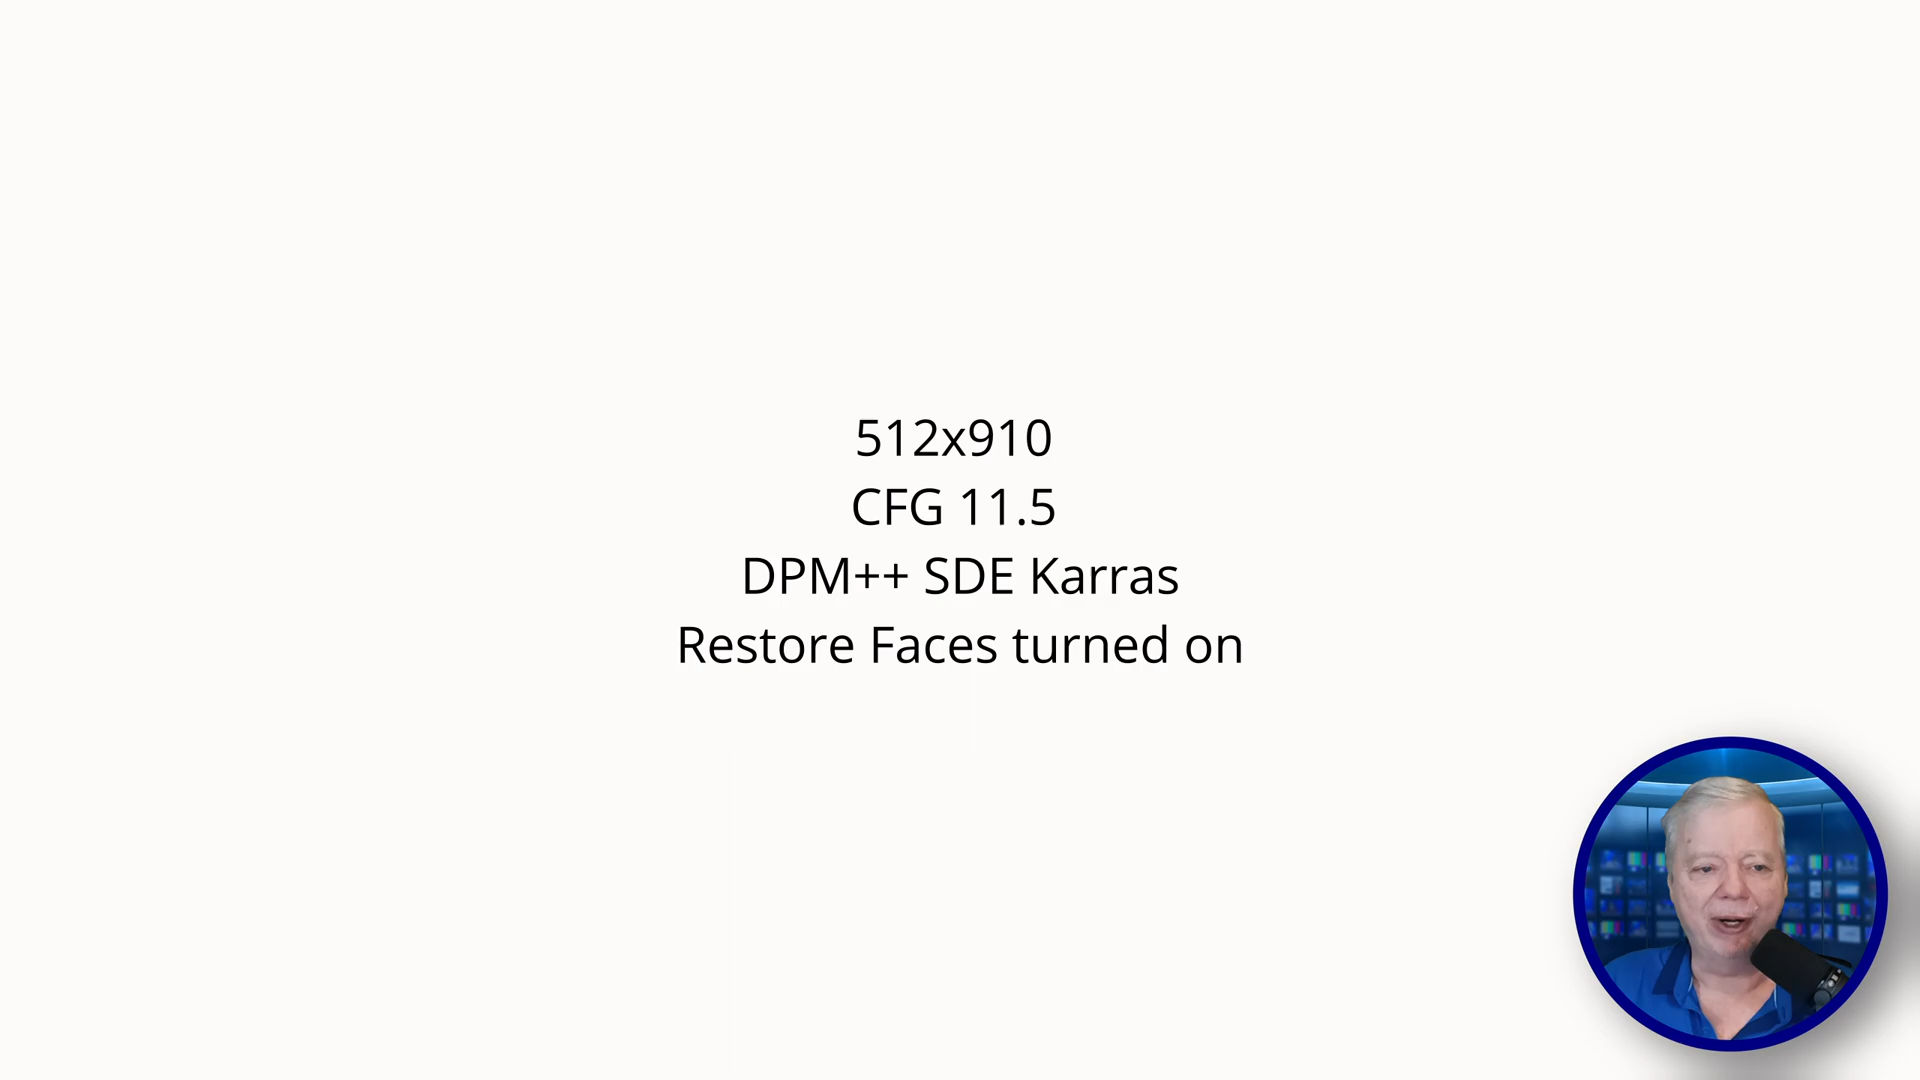 512x910
CFG 11.5
DPM++ SDE Karras
Restore Faces turned on